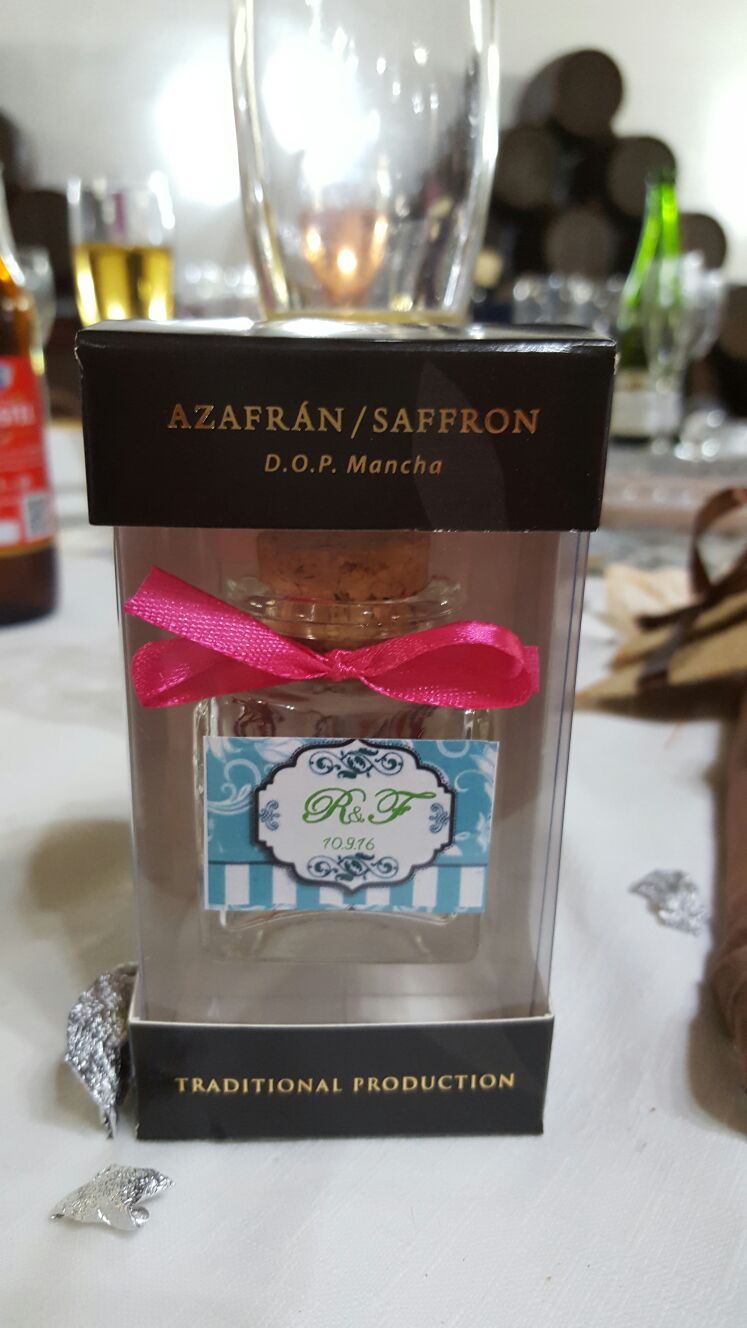 AZAFRÁN/SAFFRON
D.O.P. Mancha
R&F
10.9.16
TRADITIONAL PRODUCTION